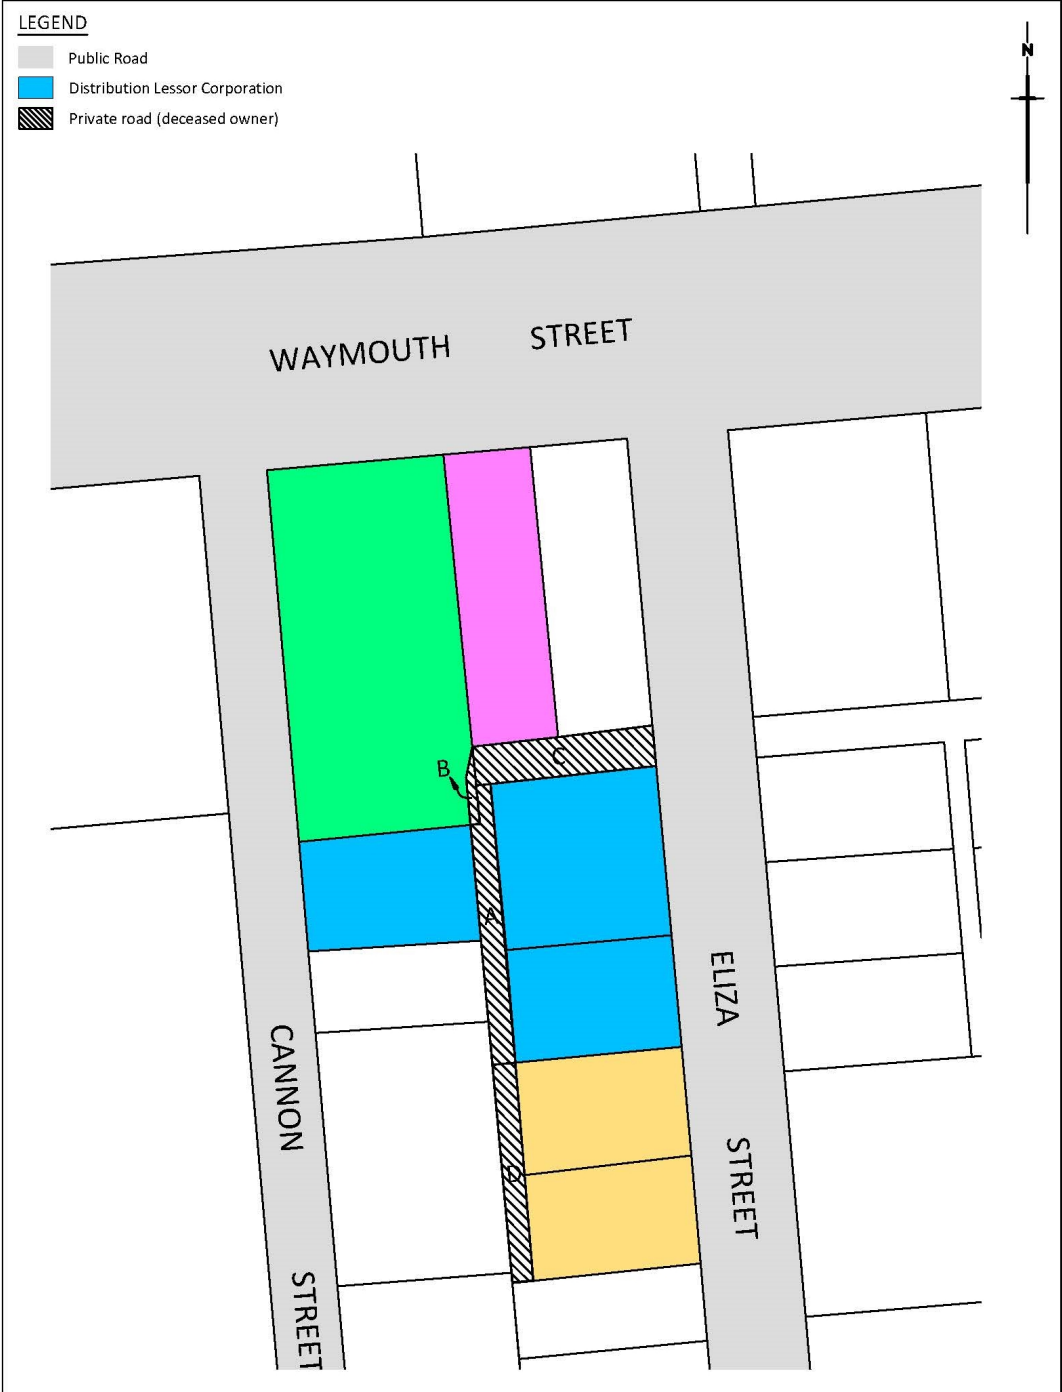 LEGEND
Public Road
Distribution Lessor Corporation
Private road (deceased owner)
N
WAYMOUTH STREET
C
B
A
ELIZA STREET
CANNON STREET
D